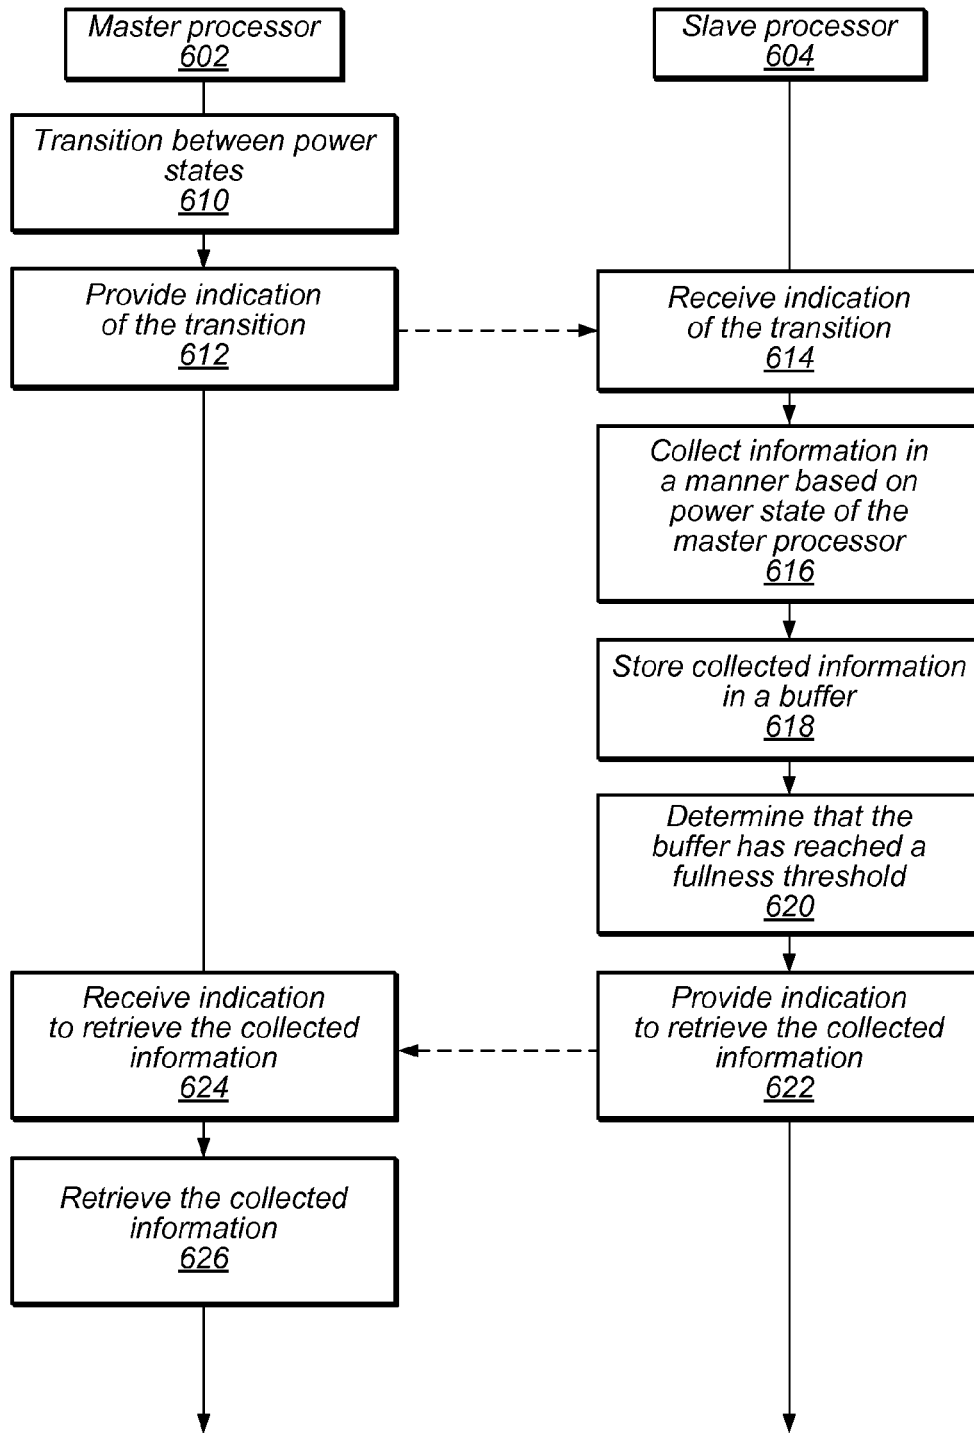 Master processor
602
Slave processor
604
Transition between power
states
610
Provide indication
of the transition
612
Receive indication
of the transition
614
Collect information in
a manner based on
power state of the
master processor
616
Store collected information
in a buffer
618
Determine that the
buffer has reached a
fullness threshold
620
Receive indication
to retrieve the collected
information
624
Provide indication
to retrieve the collected
information
622
Retrieve the collected
information
626